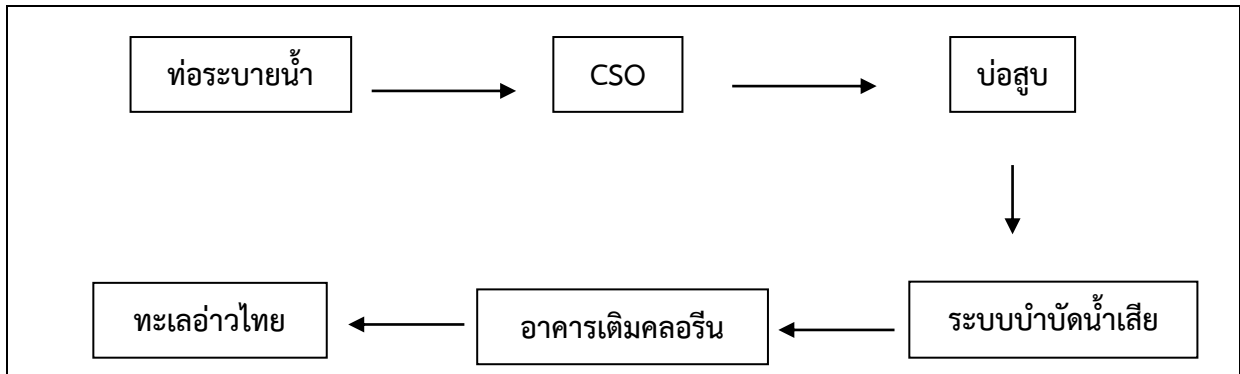 ท่อระบายน้ำ
CSO
บ่อสูบ
ระบบบำบัดน้ำเสีย
อาคารเติมคลอรีน
ทะเลอ่าวไทย